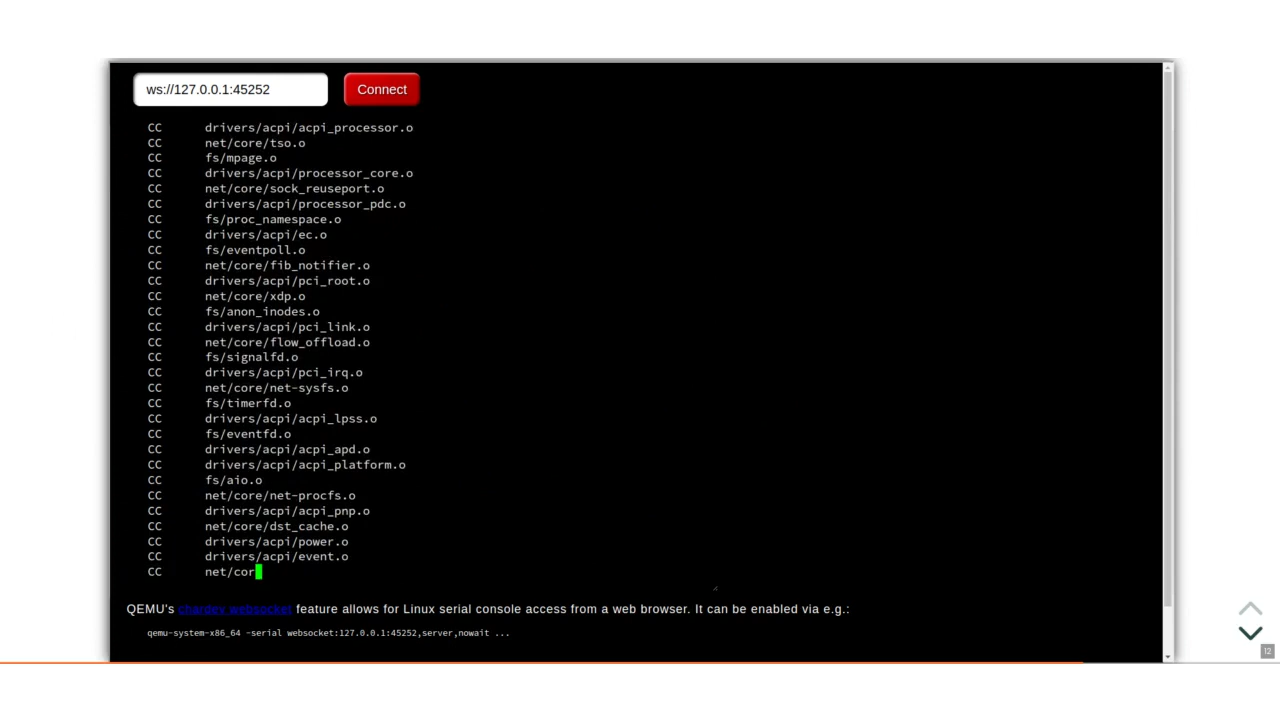 ws://127.0.0.1:45252 Connect
CC drivers/acpi/acpi_processor.o
CC net/core/tso.o
CC fs/mpage.o
CC drivers/acpi/processor_core.o
CC net/core/sock_reuseport.o
CC drivers/acpi/processor_pdc.o
CC fs/proc_namespace.o
CC drivers/acpi/ec.o
CC fs/eventpoll.o
CC net/core/fib_notifier.o
CC drivers/acpi/pci_root.o
CC net/core/xdp.o
CC fs/anon_inodes.o
CC drivers/acpi/pci_link.o
CC net/core/flow_offload.o
CC fs/signalfd.o
CC drivers/acpi/pci_irq.o
CC net/core/net-sysfs.o
CC fs/timerfd.o
CC drivers/acpi/acpi_lpss.o
CC fs/eventfd.o
CC drivers/acpi/acpi_apd.o
CC drivers/acpi/acpi_platform.o
CC fs/aio.o
CC net/core/net-procfs.o
CC drivers/acpi/acpi_pnp.o
CC net/core/dst_cache.o
CC drivers/acpi/power.o
CC drivers/acpi/event.o
CC net/cor
QEMU's chardev websocket feature allows for Linux serial console access from a web browser. It can be enabled via e.g.:
qemu-system-x86_64 -serial websocket:127.0.0.1:45252,server,nowait ...
12